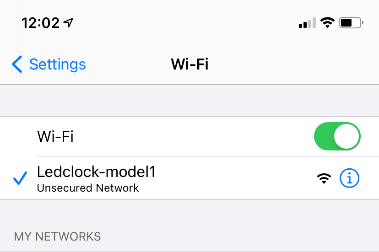 12:02
Settings
Wi-Fi
Wi-Fi
Ledclock-model1
Unsecured Network
MY NETWORKS